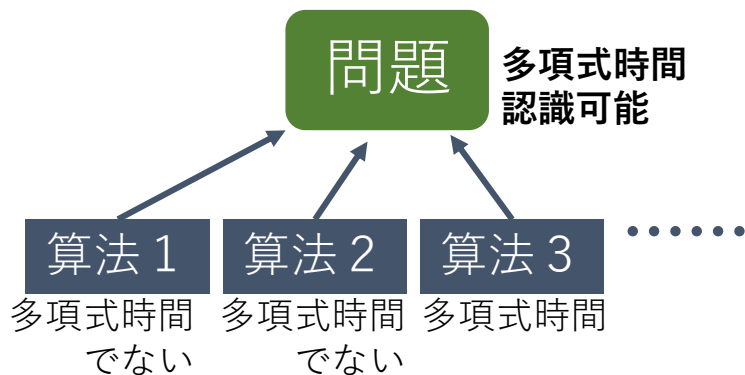 問題
多項式時間
認識可能
算法1
算法2
算法3
……
多項式時間
でない
多項式時間
でない
多項式時間